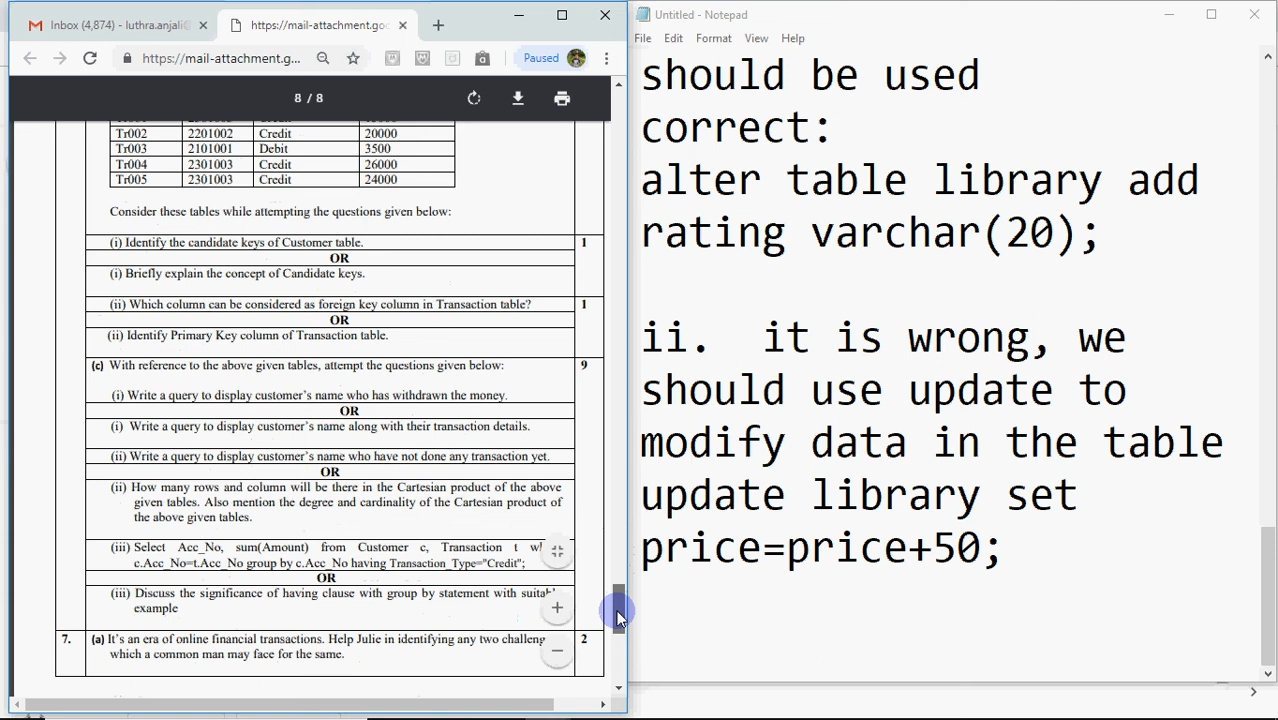 Inbox (4,874) - luthra.anjali@
https://mail-attachment.goo
Untitled - Notepad
File Edit Format View Help
https://mail-attachment.g...
Paused
8 / 8
Tr002 2201002 Credit 20000
Tr003 2101001 Debit 3500
Tr004 2301003 Credit 26000
Tr005 2301003 Credit 24000
Consider these tables while attempting the questions given below:
(i) Identify the candidate keys of Customer table. 1
OR
(i) Briefly explain the concept of Candidate keys.
(ii) Which column can be considered as foreign key column in Transaction table? 1
OR
(ii) Identify Primary Key column of Transaction table.
(c) With reference to the above given tables, attempt the questions given below: 9
(i) Write a query to display customer's name who has withdrawn the money.
OR
(i) Write a query to display customer's name along with their transaction details.
(ii) Write a query to display customer's name who have not done any transaction yet.
OR
(ii) How many rows and column will be there in the Cartesian product of the above
given tables. Also mention the degree and cardinality of the Cartesian product of
the above given tables.
(iii) Select Acc_No, sum(Amount) from Customer c, Transaction t
c.Acc_No=t.Acc_No group by c.Acc_No having Transaction_Type="Credit";
OR
(iii) Discuss the significance of having clause with group by statement with
example
7. (a) It's an era of online financial transactions. Help Julie in identifying any two 2
which a common man may face for the same.
should be used
correct:
alter table library add
rating varchar(20);
ii. it is wrong, we
should use update to
modify data in the table
update library set
price=price+50;